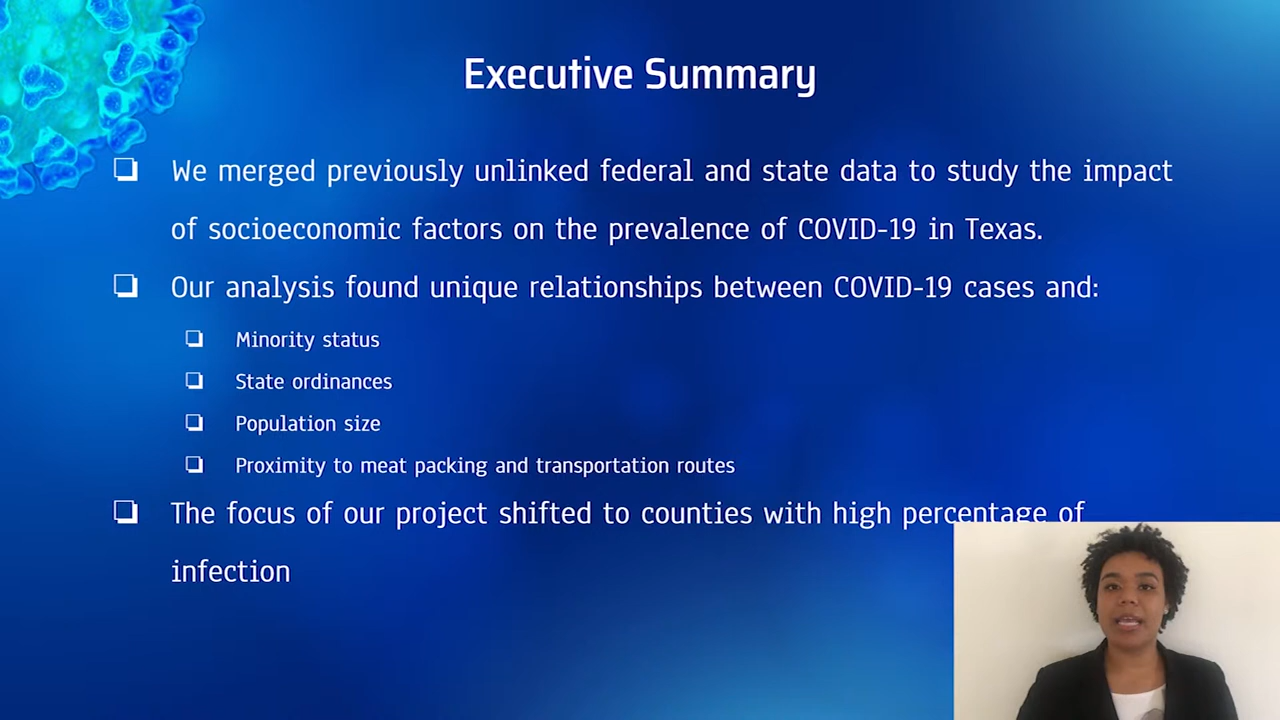 Executive Summary
We merged previously unlinked federal and state data to study the impact
of socioeconomic factors on the prevalence of COVID-19 in Texas.
Our analysis found unique relationships between COVID-19 cases and:
Minority status
State ordinances
Population size
Proximity to meat packing and transportation routes
The focus of our project shifted to counties with high percentage of
infection